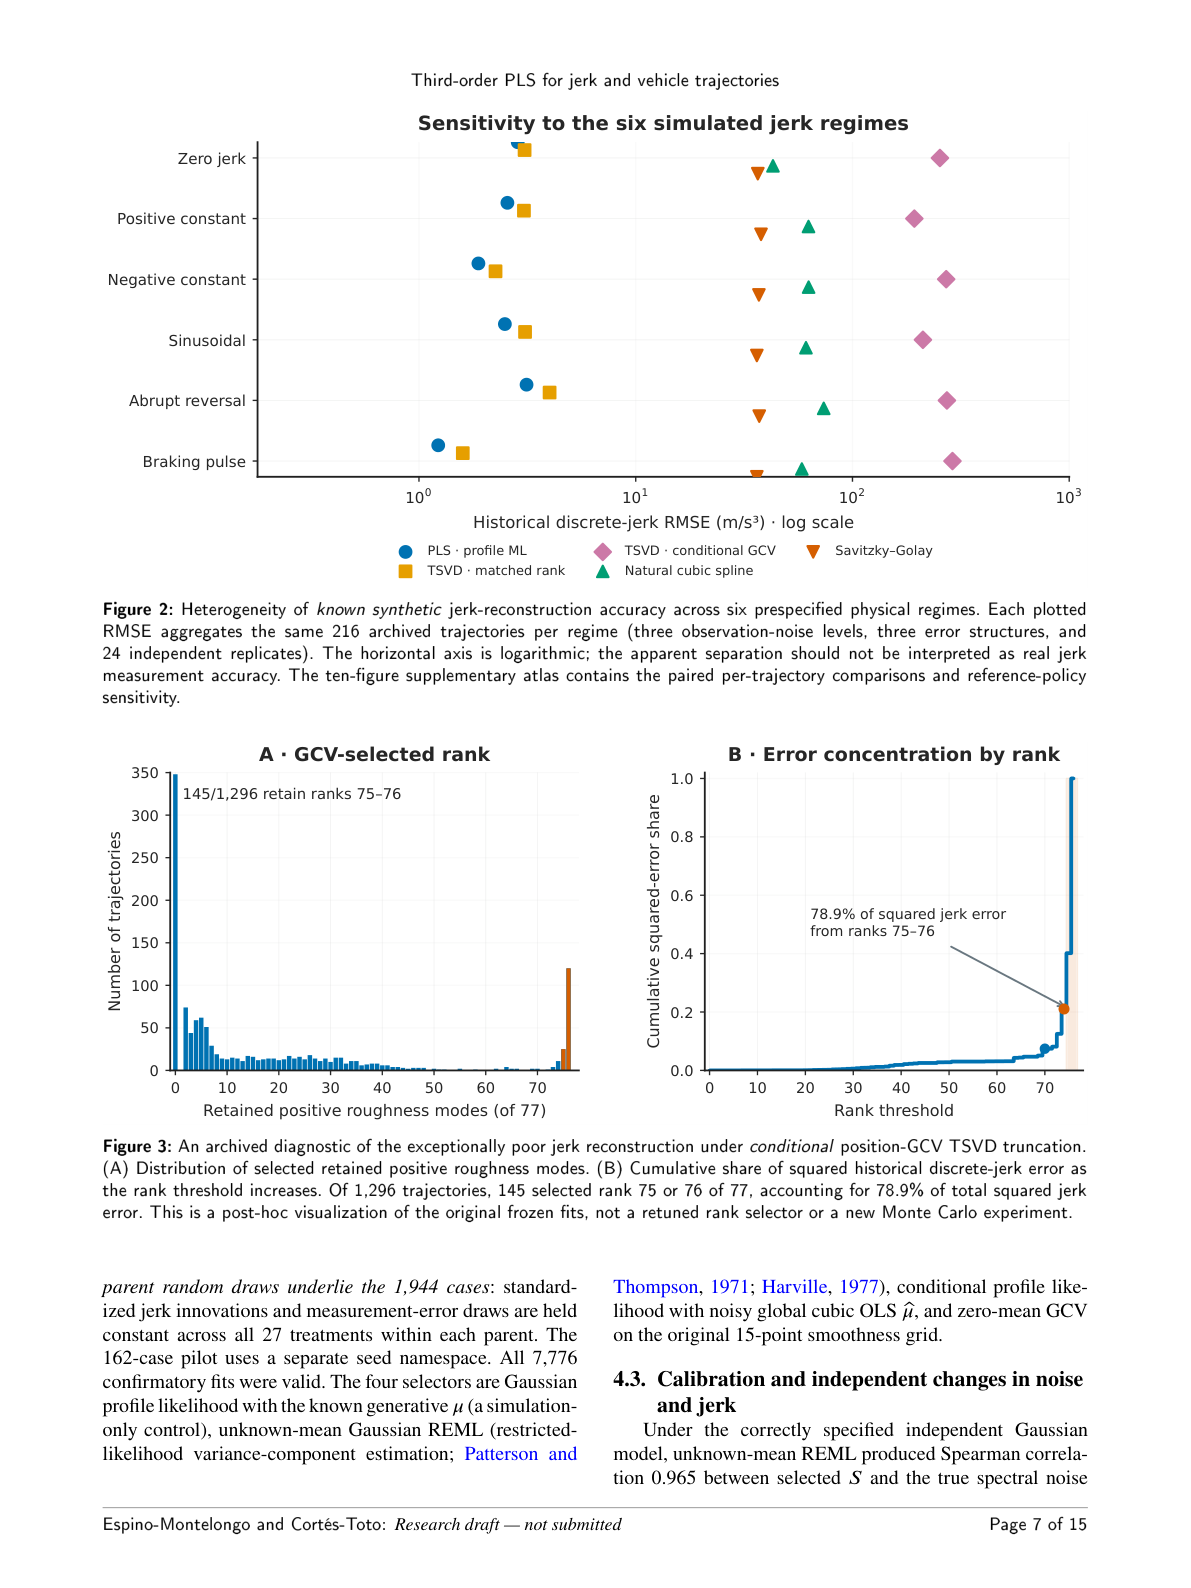 Third-order PLS for jerk and vehicle trajectories
Sensitivity to the six simulated jerk regimes
Zero jerk
Positive constant
Negative constant
Sinusoidal
Abrupt reversal
Braking pulse
10⁰ 10¹ 10² 10³
Historical discrete-jerk RMSE (m/s³) · log scale
PLS · profile ML
TSVD · matched rank
TSVD · conditional GCV
Natural cubic spline
Savitzky–Golay
Figure 2: Heterogeneity of known synthetic jerk-reconstruction accuracy across six prespecified physical regimes. Each plotted
RMSE aggregates the same 216 archived trajectories per regime (three observation-noise levels, three error structures, and
24 independent replicates). The horizontal axis is logarithmic; the apparent separation should not be interpreted as real jerk
measurement accuracy. The ten-figure supplementary atlas contains the paired per-trajectory comparisons and reference-policy
sensitivity.
A · GCV-selected rank
Number of trajectories
350
300
250
200
150
100
50
0
145/1,296 retain ranks 75–76
0 10 20 30 40 50 60 70
Retained positive roughness modes (of 77)
B · Error concentration by rank
Cumulative squared-error share
1.0
0.8
0.6
0.4
0.2
0.0
78.9% of squared jerk error
from ranks 75–76
0 10 20 30 40 50 60 70
Rank threshold
Figure 3: An archived diagnostic of the exceptionally poor jerk reconstruction under conditional position-GCV TSVD truncation.
(A) Distribution of selected retained positive roughness modes. (B) Cumulative share of squared historical discrete-jerk error as
the rank threshold increases. Of 1,296 trajectories, 145 selected rank 75 or 76 of 77, accounting for 78.9% of total squared jerk
error. This is a post-hoc visualization of the original frozen fits, not a retuned rank selector or a new Monte Carlo experiment.
parent random draws underlie the 1,944 cases: standard-
ized jerk innovations and measurement-error draws are held
constant across all 27 treatments within each parent. The
162-case pilot uses a separate seed namespace. All 7,776
confirmatory fits were valid. The four selectors are Gaussian
profile likelihood with the known generative μ (a simulation-
only control), unknown-mean Gaussian REML (restricted-
likelihood variance-component estimation; Patterson and
Thompson, 1971; Harville, 1977), conditional profile like-
lihood with noisy global cubic OLS μ̂, and zero-mean GCV
on the original 15-point smoothness grid.
4.3. Calibration and independent changes in noise
and jerk
Under the correctly specified independent Gaussian
model, unknown-mean REML produced Spearman correla-
tion 0.965 between selected S and the true spectral noise
Espino-Montelongo and Cortés-Toto: Research draft — not submitted
Page 7 of 15